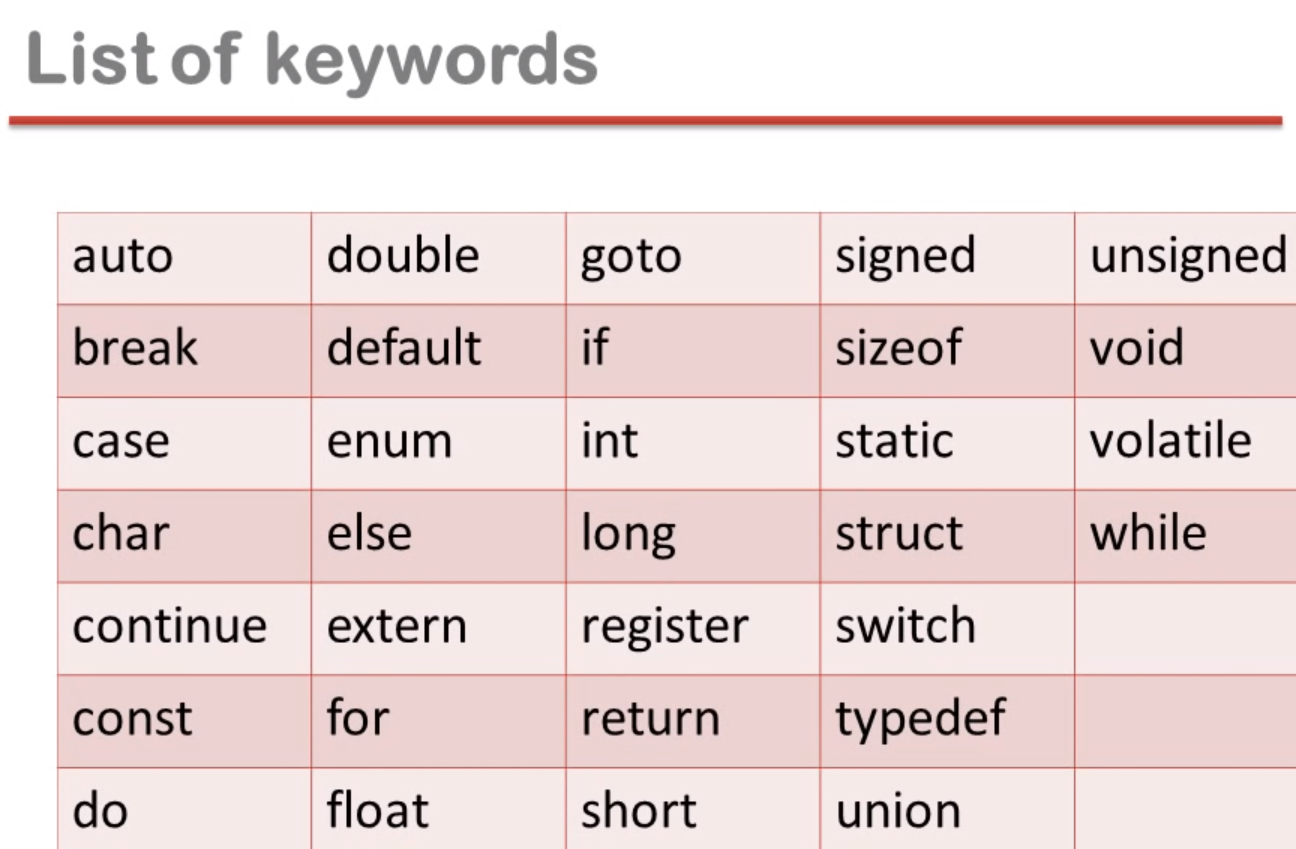 List of keywords
auto double goto signed unsigned
break default if sizeof void
case enum int static volatile
char else long struct while
continue extern register switch
const for return typedef
do float short union